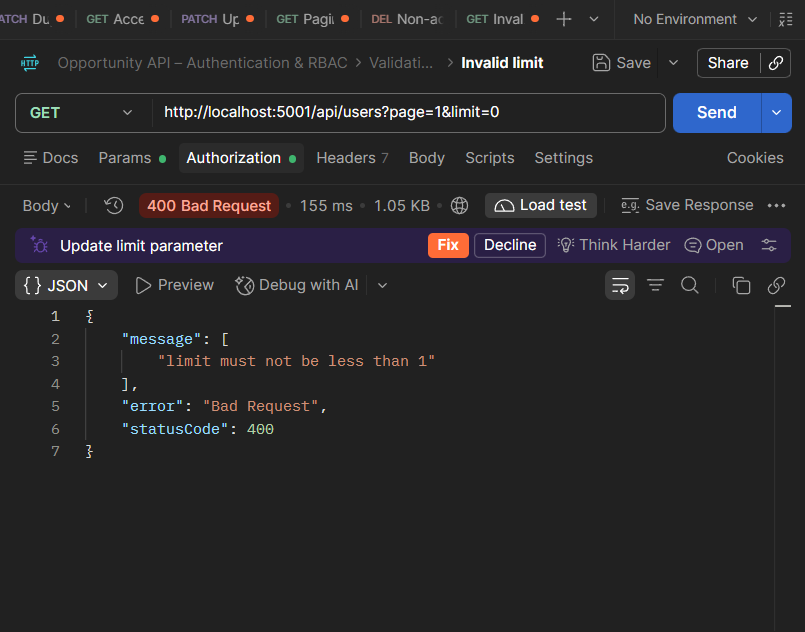 ATCH Du GET Acce PATCH Up GET Pagi DEL Non-ac GET Inval No Environment
HTTP Opportunity API – Authentication & RBAC > Validati... > Invalid limit Save Share
GET http://localhost:5001/api/users?page=1&limit=0 Send
Docs Params Authorization Headers 7 Body Scripts Settings Cookies
Body 400 Bad Request • 155 ms • 1.05 KB • Load test e.g. Save Response
Update limit parameter Fix Decline Think Harder Open
{} JSON Preview Debug with AI
1 {
2 "message": [
3 "limit must not be less than 1"
4 ],
5 "error": "Bad Request",
6 "statusCode": 400
7 }